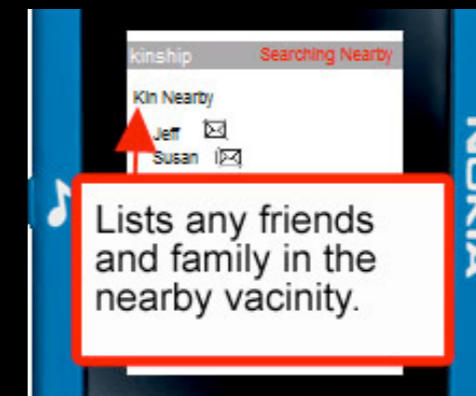 kinship Searching Nearby
Kin Nearby
Jeff
Susan
Lists any friends
and family in the
nearby vacinity.
NOKIA